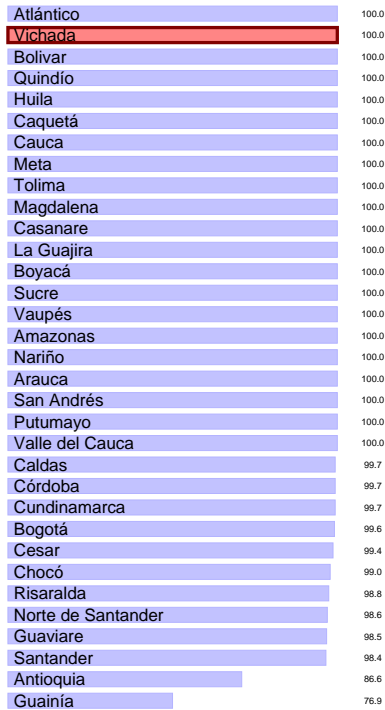 Atlántico 100.0
Vichada 100.0
Bolivar 100.0
Quindío 100.0
Huila 100.0
Caquetá 100.0
Cauca 100.0
Meta 100.0
Tolima 100.0
Magdalena 100.0
Casanare 100.0
La Guajira 100.0
Boyacá 100.0
Sucre 100.0
Vaupés 100.0
Amazonas 100.0
Nariño 100.0
Arauca 100.0
San Andrés 100.0
Putumayo 100.0
Valle del Cauca 100.0
Caldas 99.7
Córdoba 99.7
Cundinamarca 99.7
Bogotá 99.6
Cesar 99.4
Chocó 99.0
Risaralda 98.8
Norte de Santander 98.6
Guaviare 98.5
Santander 98.4
Antioquia 86.6
Guainía 76.9